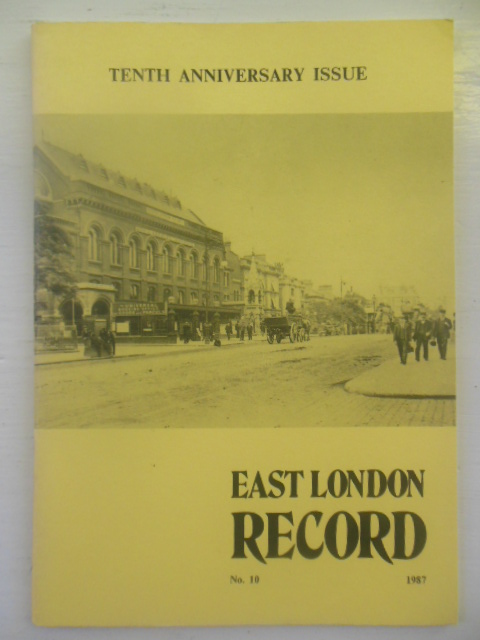 TENTH ANNIVERSARY ISSUE
EAST LONDON
RECORD
No. 10 1987